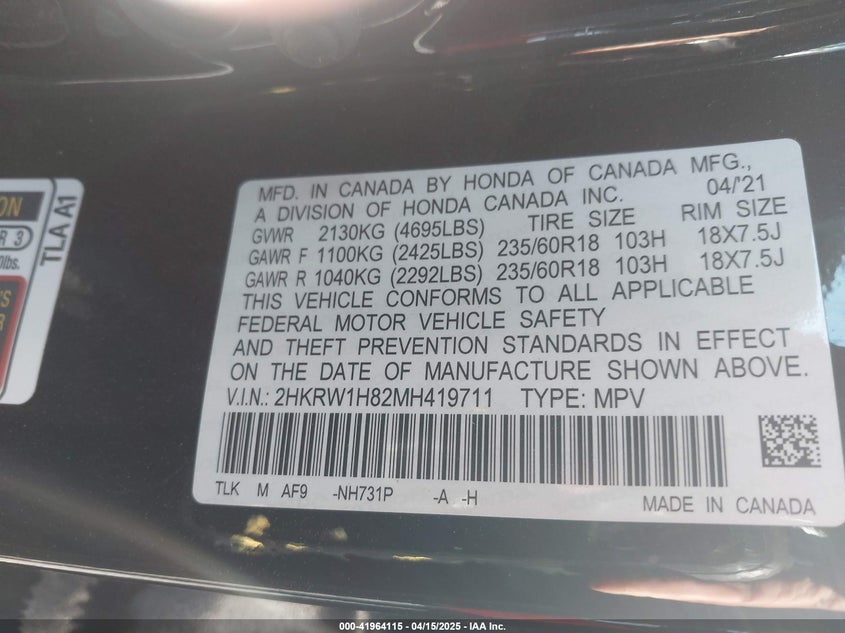 ON
R 3
0lbs.
'S
R
TLA A1
MFD. IN CANADA BY HONDA OF CANADA MFG.,
A DIVISION OF HONDA CANADA INC. 04/'21
GVWR 2130KG (4695LBS) TIRE SIZE RIM SIZE
GAWR F 1100KG (2425LBS) 235/60R18 103H 18X7.5J
GAWR R 1040KG (2292LBS) 235/60R18 103H 18X7.5J
THIS VEHICLE CONFORMS TO ALL APPLICABLE
FEDERAL MOTOR VEHICLE SAFETY
AND THEFT PREVENTION STANDARDS IN EFFECT
ON THE DATE OF MANUFACTURE SHOWN ABOVE.
V.I.N.: 2HKRW1H82MH419711 TYPE: MPV
TLK M AF9 -NH731P -A -H
MADE IN CANADA
000-41964115 - 04/15/2025 - IAA Inc.